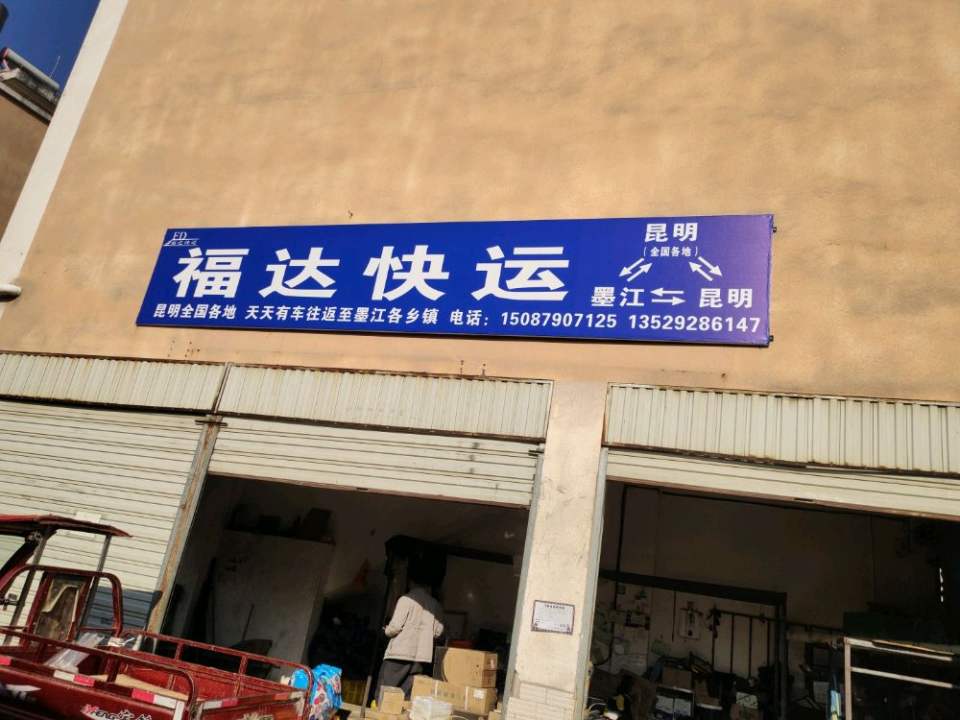 FD
福达快运
昆明全国各地 天天有车往返至墨江各乡镇 电话：15087907125 13529286147
昆明
（全国各地）
墨江⇆昆明